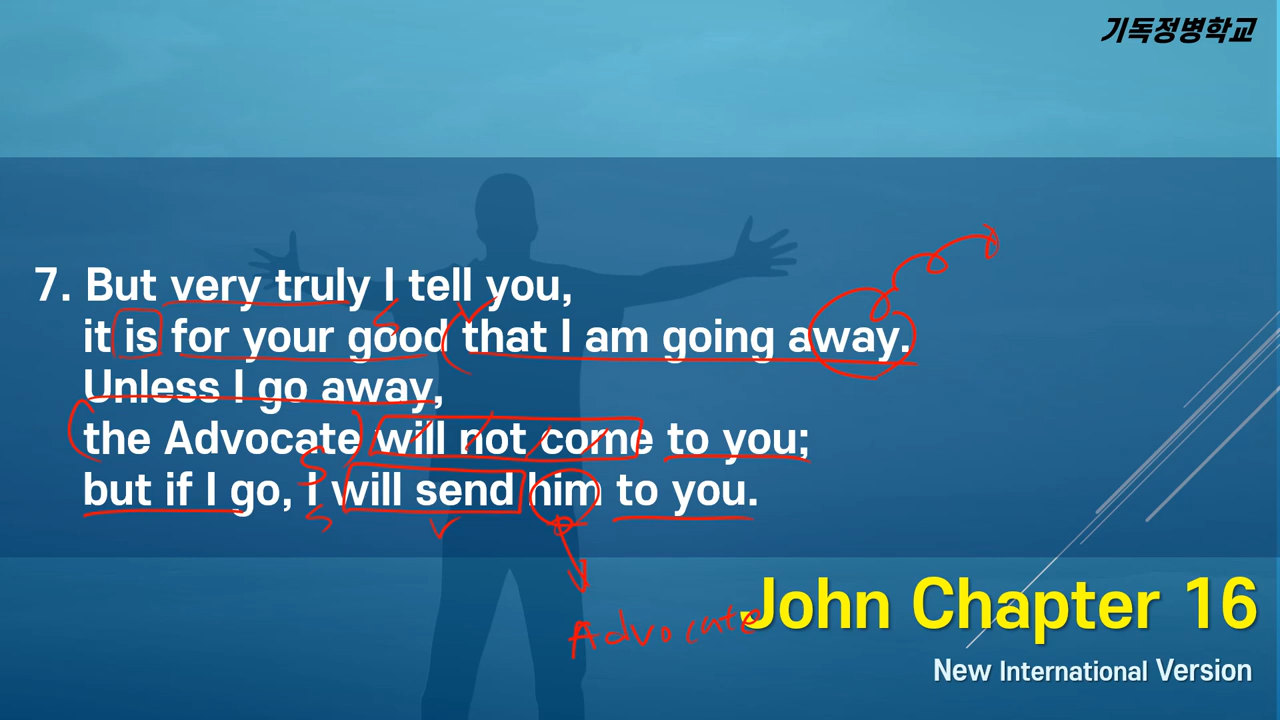 기독정병학교
7. But very truly I tell you,
it is for your good that I am going away.
Unless I go away,
the Advocate will not come to you;
but if I go, I will send him to you.
S
V
S
S
V
Advocate
John Chapter 16
New International Version